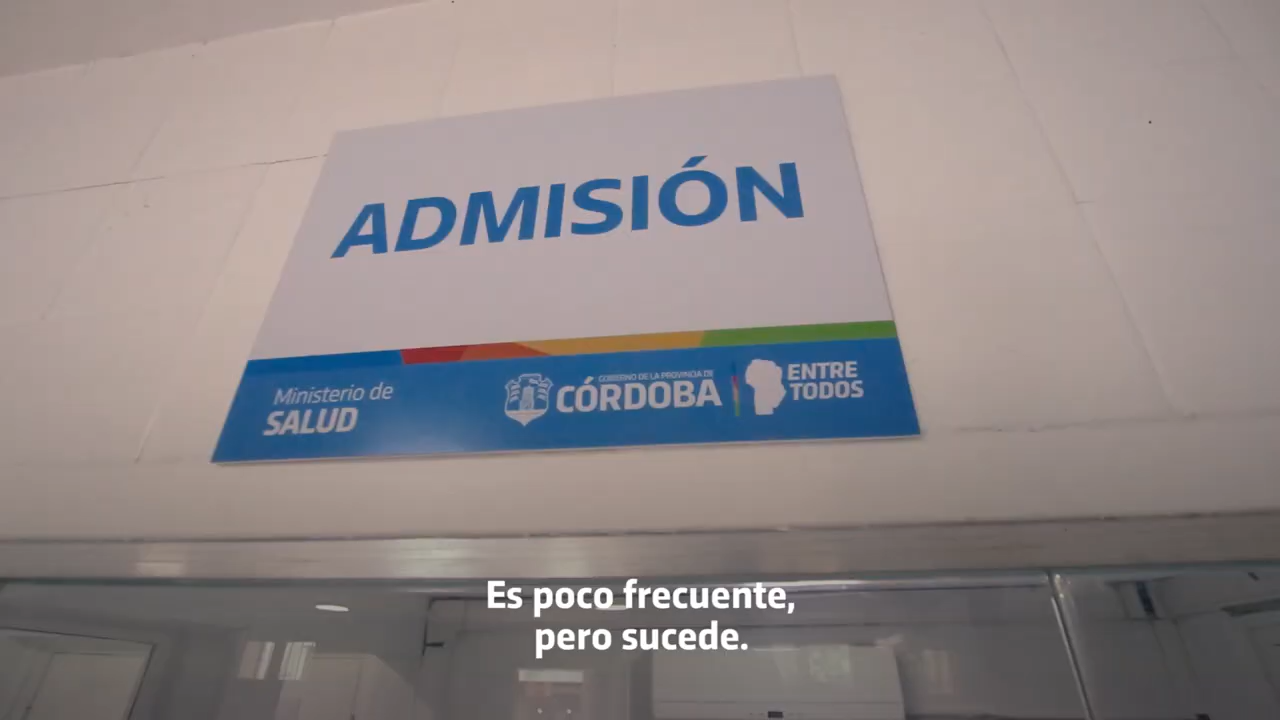 ADMISIÓN
Ministerio de
SALUD
GOBIERNO DE LA PROVINCIA DE
CÓRDOBA
ENTRE
TODOS
Es poco frecuente,
pero sucede.